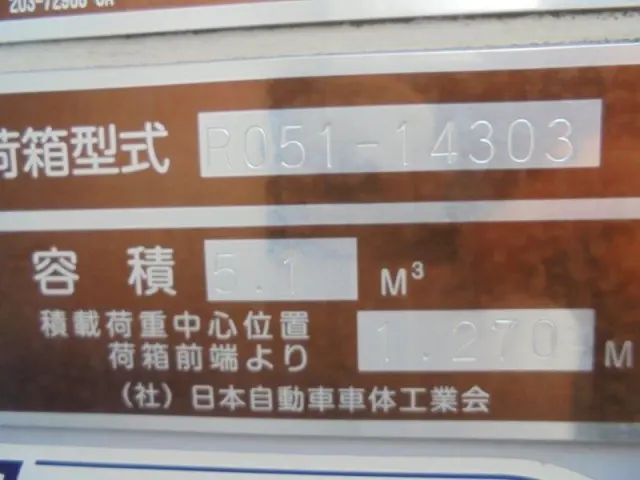 荷箱型式 R051-14303
容積 5.1 M³
積載荷重中心位置
荷箱前端より 1.270 M
(社)日本自動車車体工業会